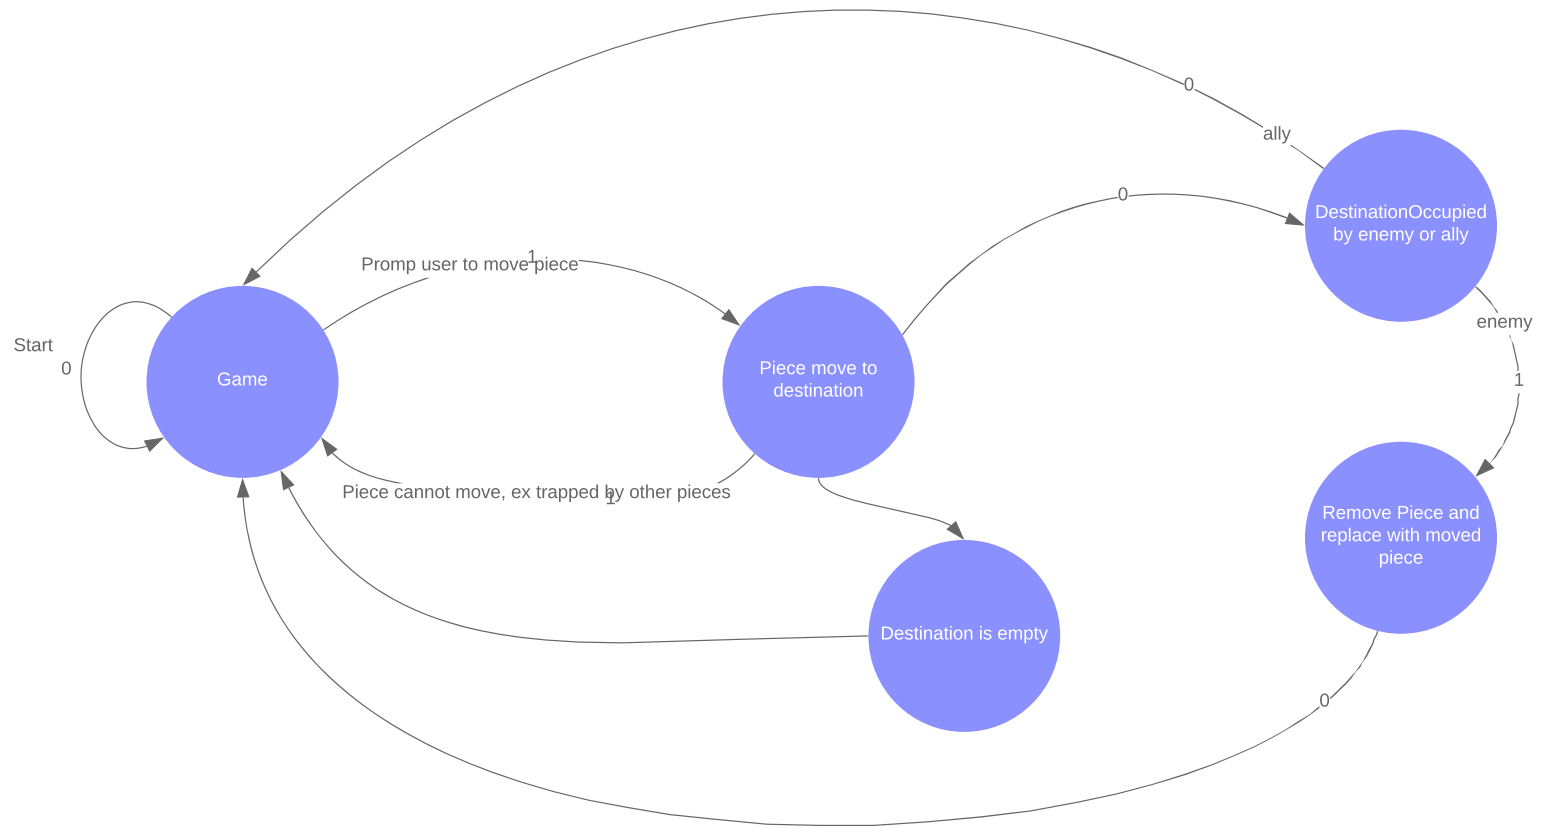 0
ally
DestinationOccupied
by enemy or ally
0
Promp user to move piece
1
enemy
Start
0
Game
Piece move to
destination
1
Piece cannot move, ex trapped by other pieces
1
Remove Piece and
replace with moved
piece
Destination is empty
0